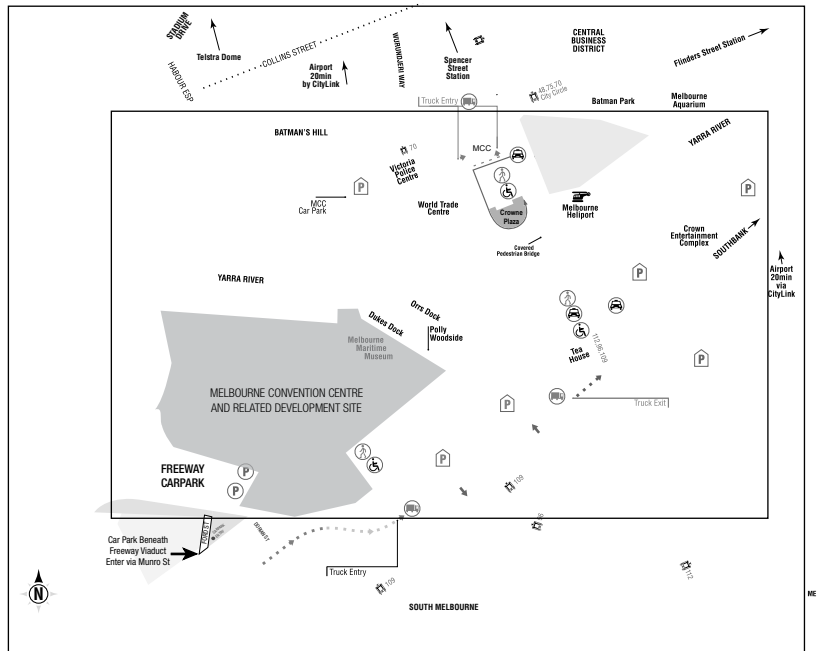 STADIUM
DRIVE
Telstra Dome
COLLINS STREET
HABOUR ESP
Airport
20min
by CityLink
WURUNDJERI WAY
Spencer
Street
Station
CENTRAL
BUSINESS
DISTRICT
Flinders Street Station
48,75,70
City Circle
Batman Park
Melbourne
Aquarium
Truck Entry
YARRA RIVER
BATMAN'S HILL
70
MCC
Victoria
Police
Centre
P
P
MCC
Car Park
World Trade
Centre
Crowne
Plaza
Melbourne
Heliport
Crown
Entertainment
Complex
SOUTHBANK
Covered
Pedestrian Bridge
Airport
20min
via
CityLink
YARRA RIVER
P
Orrs Dock
Dukes Dock
Polly
Woodside
Melbourne
Maritime
Museum
112,96,109
Tea
House
P
MELBOURNE CONVENTION CENTRE
AND RELATED DEVELOPMENT SITE
P
Truck Exit
P
FREEWAY
CARPARK
P
P
109
96
Car Park Beneath
Freeway Viaduct
Enter via Munro St
Truck Entry
109
112
N
SOUTH MELBOURNE
ME